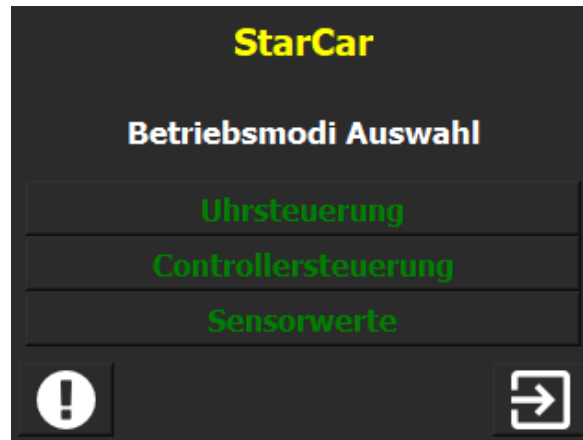 StarCar
Betriebsmodi Auswahl
Uhrsteuerung
Controllersteuerung
Sensorwerte